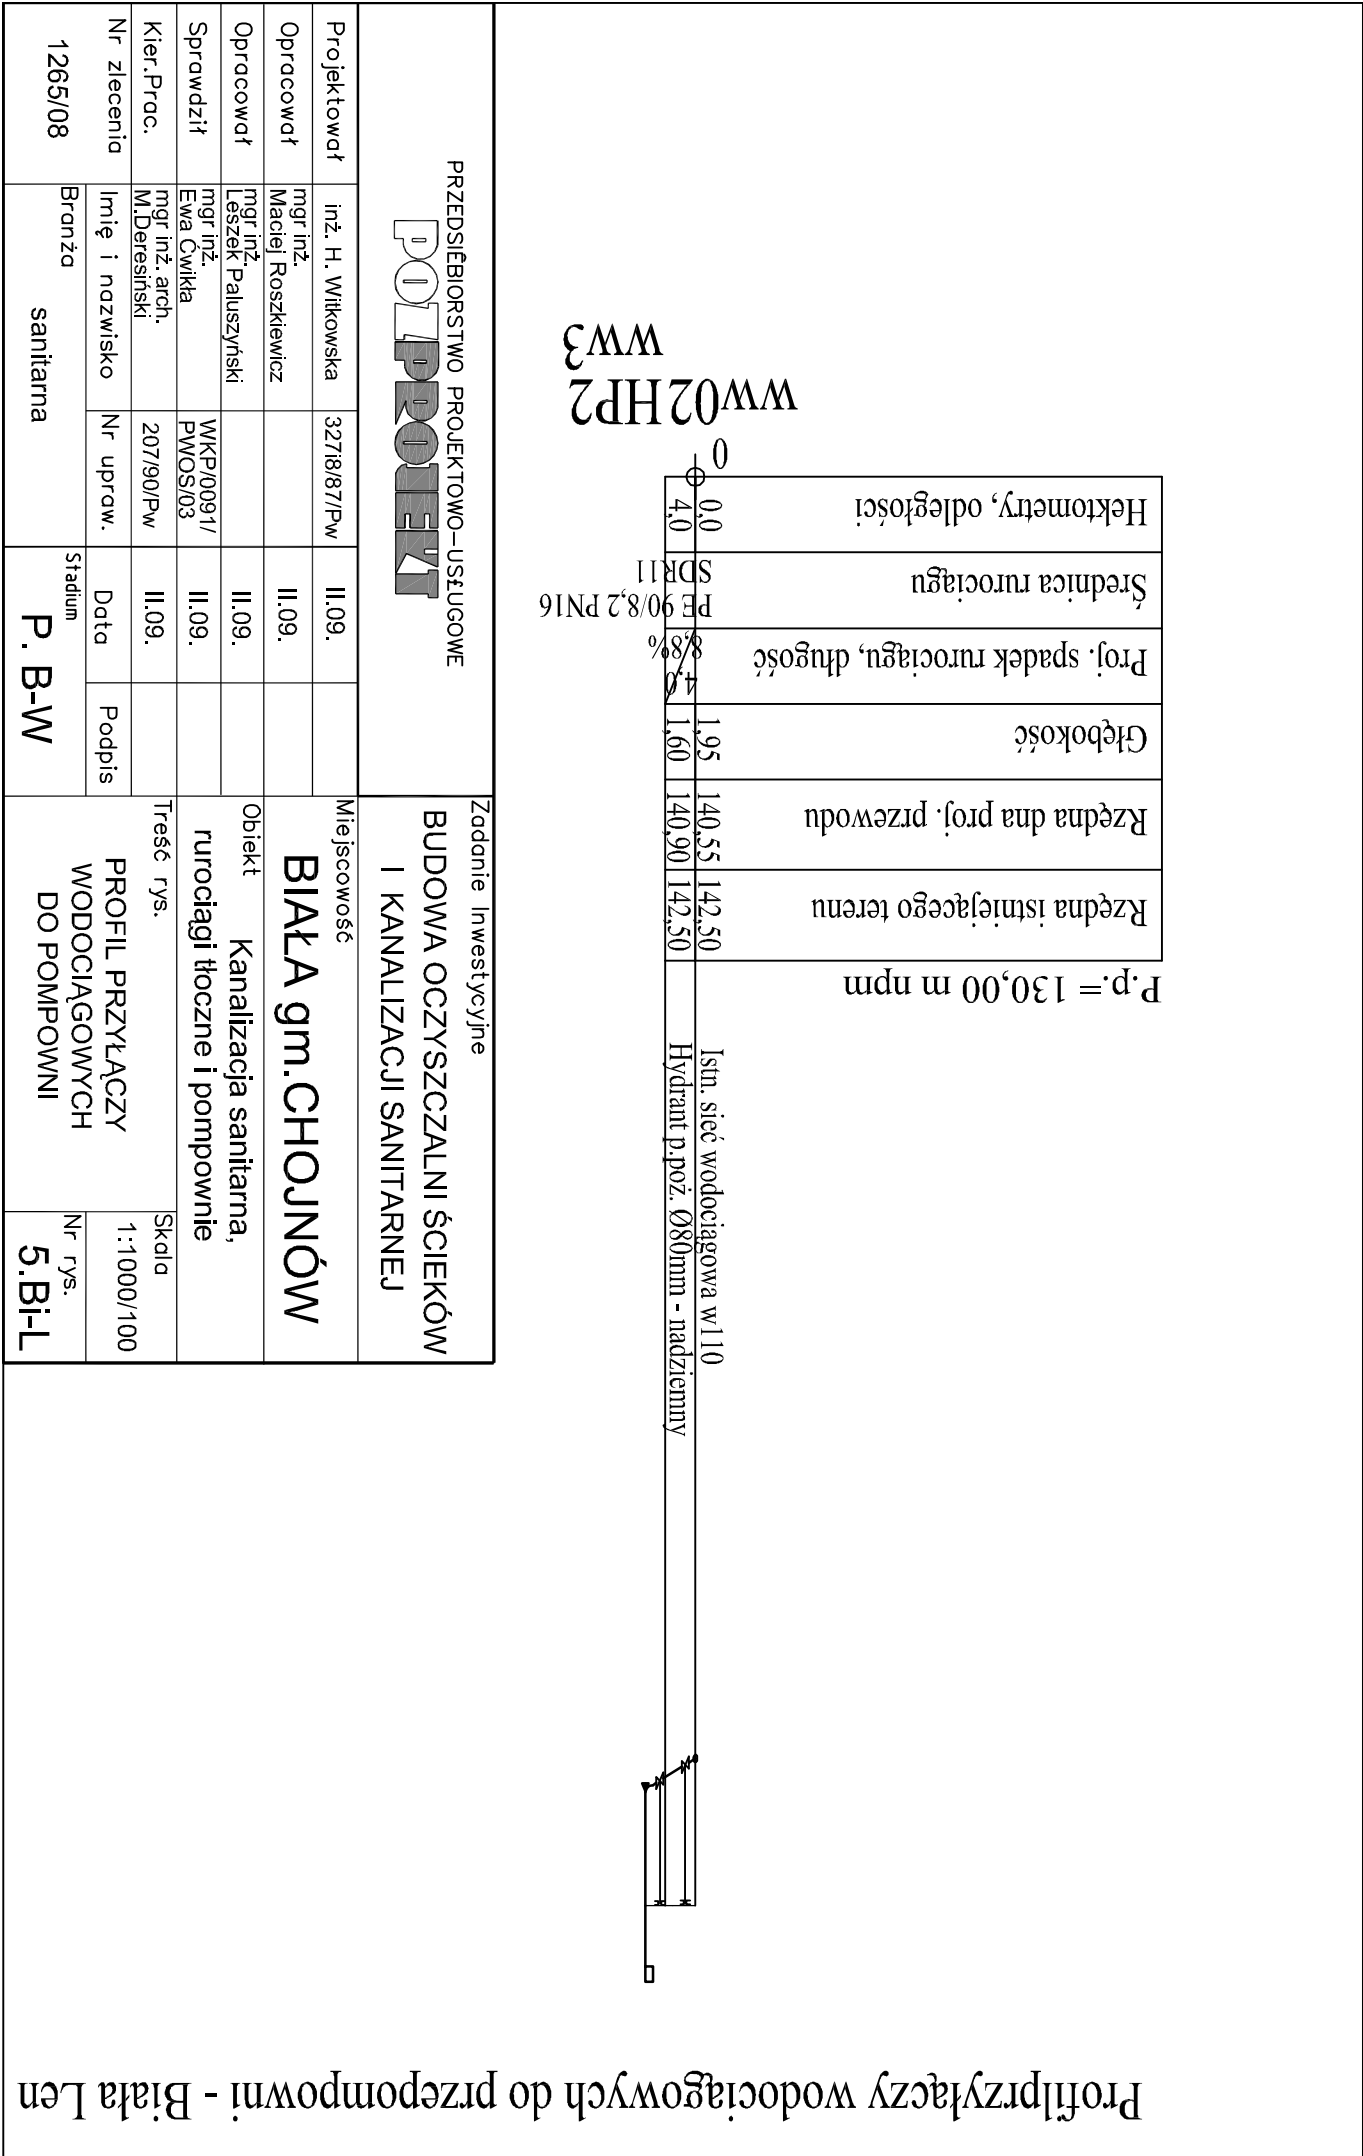 Profilprzyłączy wodociągowych do przepompowni - Biała Len
Istn. sieć wodociągowa w110
Hydrant p.poż. Ø80mm - nadziemny
P.p.= 130,00 m npm
Rzędna istniejącego terenu
142,50
142,50
Rzędna dna proj. przewodu
140,55
140,90
Głębokość
1,95
1,60
Proj. spadek rurociągu, długość
8,8%
4,0
Średnica rurociągu
PE 90/8,2 PN16
SDR11
Hektometry, odległości
0,0
4,0
0
ww02HP2
ww3
PRZEDSIĘBIORSTWO PROJEKTOWO-USŁUGOWE
POLPROJEKT
Zadanie Inwestycyjne
BUDOWA OCZYSZCZALNI ŚCIEKÓW
I KANALIZACJI SANITARNEJ
Projektował inż. H. Witkowska 327i8/87/Pw II.09.
Opracował mgr inż. Maciej Roszkiewicz II.09.
Opracował mgr inż. Leszek Paluszyński II.09.
Sprawdził mgr inż. Ewa Ćwikła WKP/0091/ PWOS/03 II.09.
Kier.Prac. mgr inż. arch. M.Deresiński 207/90/Pw II.09.
Nr zlecenia Imię i nazwisko Nr upraw. Data Podpis
1265/08
Branża
sanitarna
Stadium
P. B-W
Miejscowość
BIAŁA gm.CHOJNÓW
Obiekt
Kanalizacja sanitarna,
rurociągi tłoczne i pompownie
Treść rys.
PROFIL PRZYŁĄCZY
WODOCIĄGOWYCH
DO POMPOWNI
Skala
1:1000/100
Nr rys.
5.Bi-L